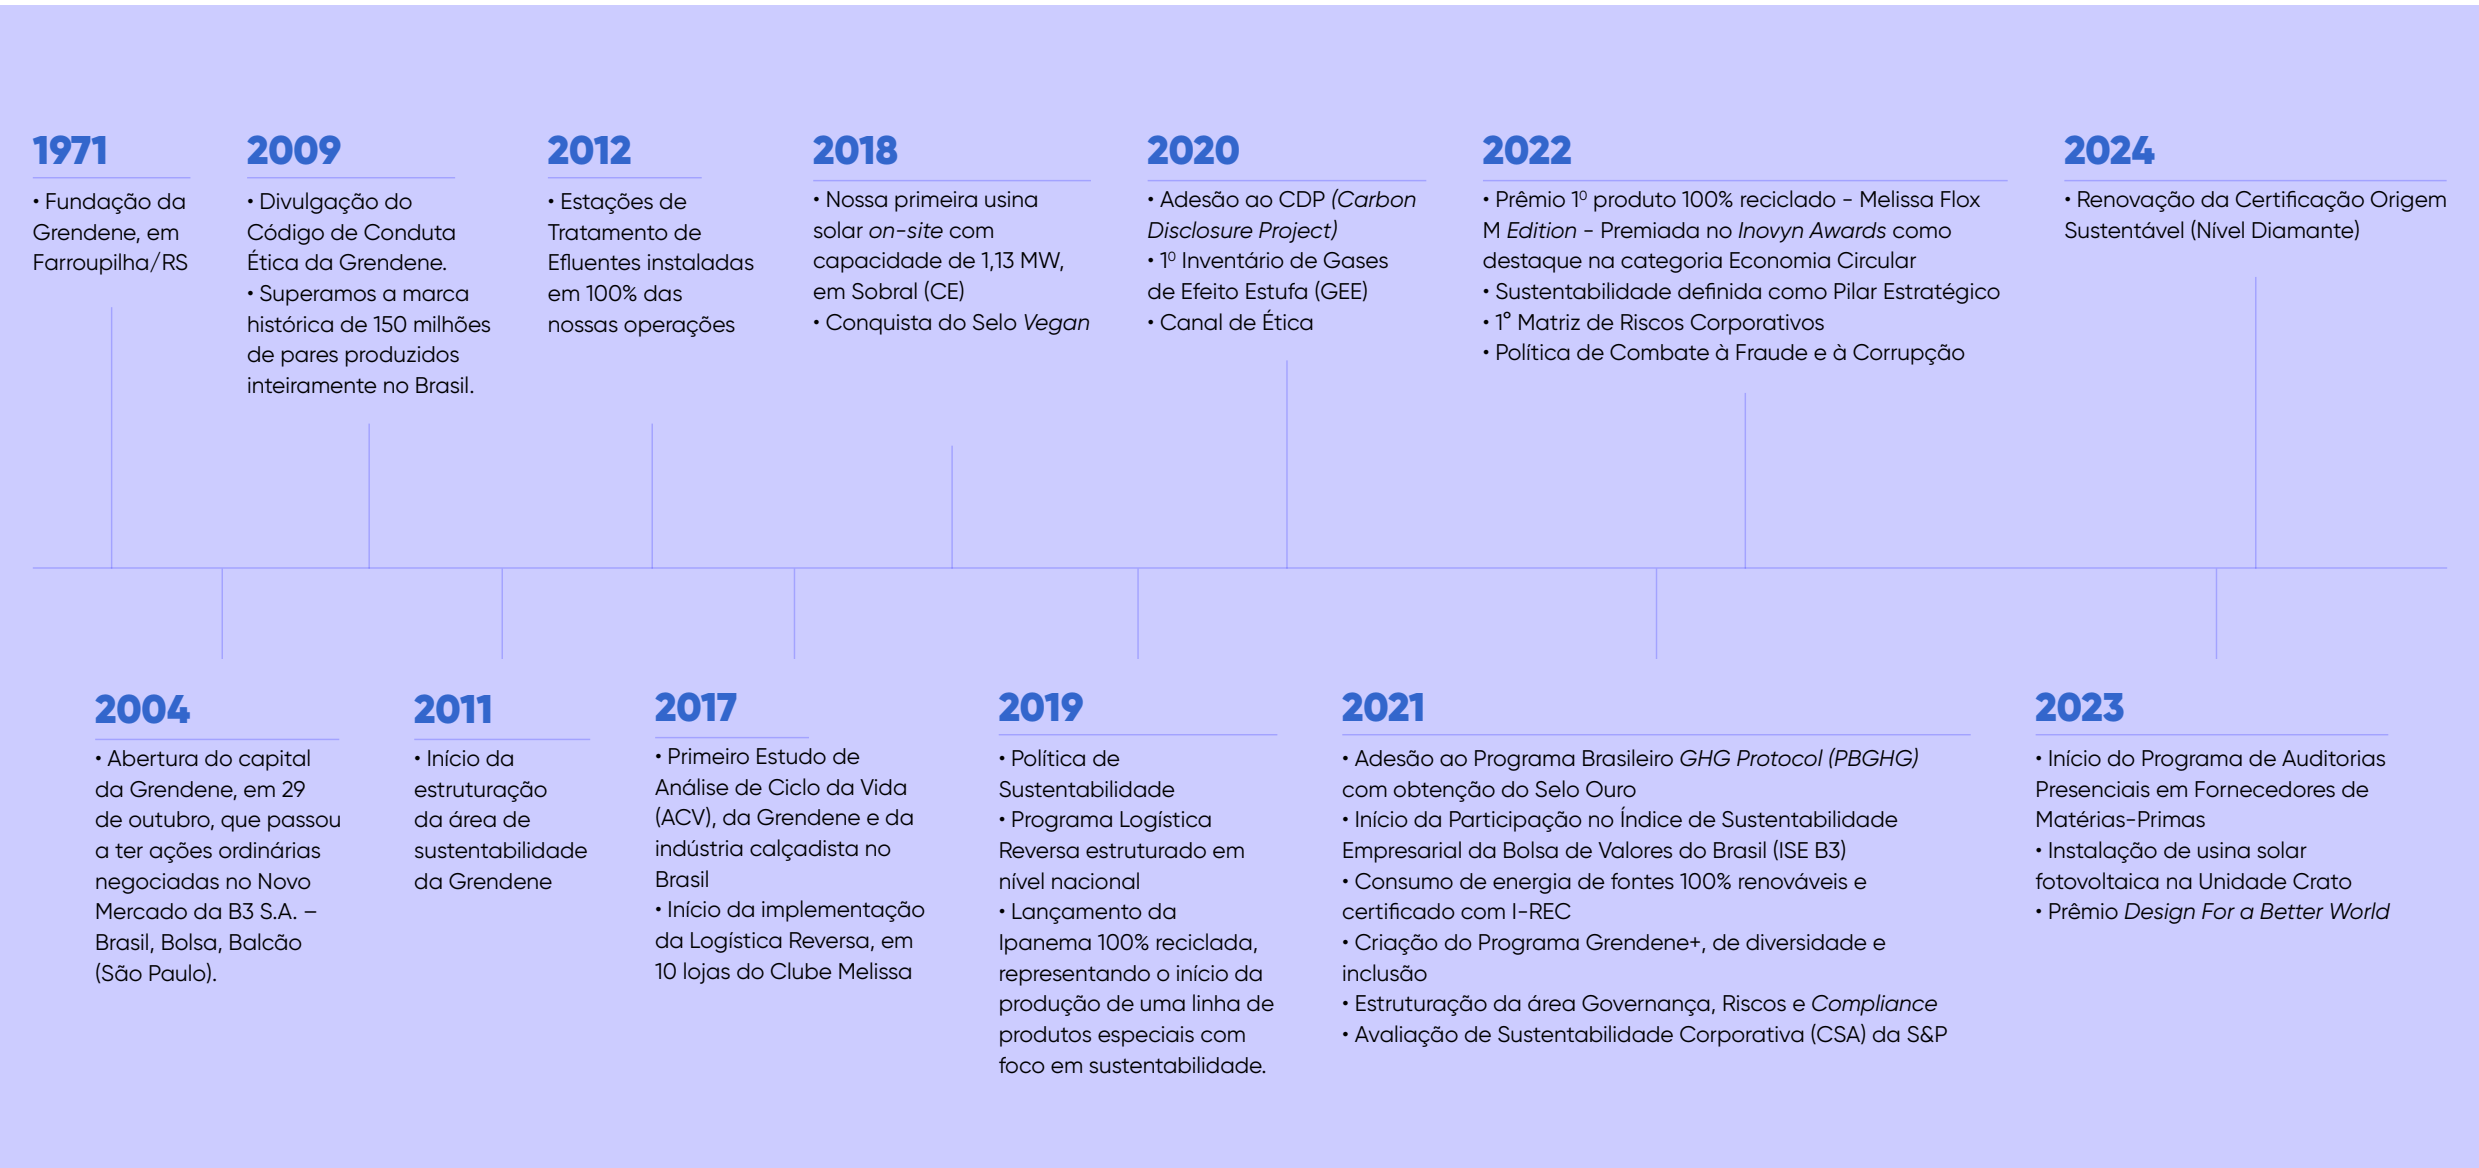 1971
• Fundação da
Grendene, em
Farroupilha/RS
2009
• Divulgação do
Código de Conduta
Ética da Grendene.
• Superamos a marca
histórica de 150 milhões
de pares produzidos
inteiramente no Brasil.
2012
• Estações de
Tratamento de
Efluentes instaladas
em 100% das
nossas operações
2018
• Nossa primeira usina
solar on-site com
capacidade de 1,13 MW,
em Sobral (CE)
• Conquista do Selo Vegan
2020
• Adesão ao CDP (Carbon
Disclosure Project)
• 1⁰ Inventário de Gases
de Efeito Estufa (GEE)
• Canal de Ética
2022
• Prêmio 1⁰ produto 100% reciclado - Melissa Flox
M Edition - Premiada no Inovyn Awards como
destaque na categoria Economia Circular
• Sustentabilidade definida como Pilar Estratégico
• 1° Matriz de Riscos Corporativos
• Política de Combate à Fraude e à Corrupção
2024
• Renovação da Certificação Origem
Sustentável (Nível Diamante)
2004
• Abertura do capital
da Grendene, em 29
de outubro, que passou
a ter ações ordinárias
negociadas no Novo
Mercado da B3 S.A. –
Brasil, Bolsa, Balcão
(São Paulo).
2011
• Início da
estruturação
da área de
sustentabilidade
da Grendene
2017
• Primeiro Estudo de
Análise de Ciclo da Vida
(ACV), da Grendene e da
indústria calçadista no
Brasil
• Início da implementação
da Logística Reversa, em
10 lojas do Clube Melissa
2019
• Política de
Sustentabilidade
• Programa Logística
Reversa estruturado em
nível nacional
• Lançamento da
Ipanema 100% reciclada,
representando o início da
produção de uma linha de
produtos especiais com
foco em sustentabilidade.
2021
• Adesão ao Programa Brasileiro GHG Protocol (PBGHG)
com obtenção do Selo Ouro
• Início da Participação no Índice de Sustentabilidade
Empresarial da Bolsa de Valores do Brasil (ISE B3)
• Consumo de energia de fontes 100% renováveis e
certificado com I-REC
• Criação do Programa Grendene+, de diversidade e
inclusão
• Estruturação da área Governança, Riscos e Compliance
• Avaliação de Sustentabilidade Corporativa (CSA) da S&P
2023
• Início do Programa de Auditorias
Presenciais em Fornecedores de
Matérias-Primas
• Instalação de usina solar
fotovoltaica na Unidade Crato
• Prêmio Design For a Better World